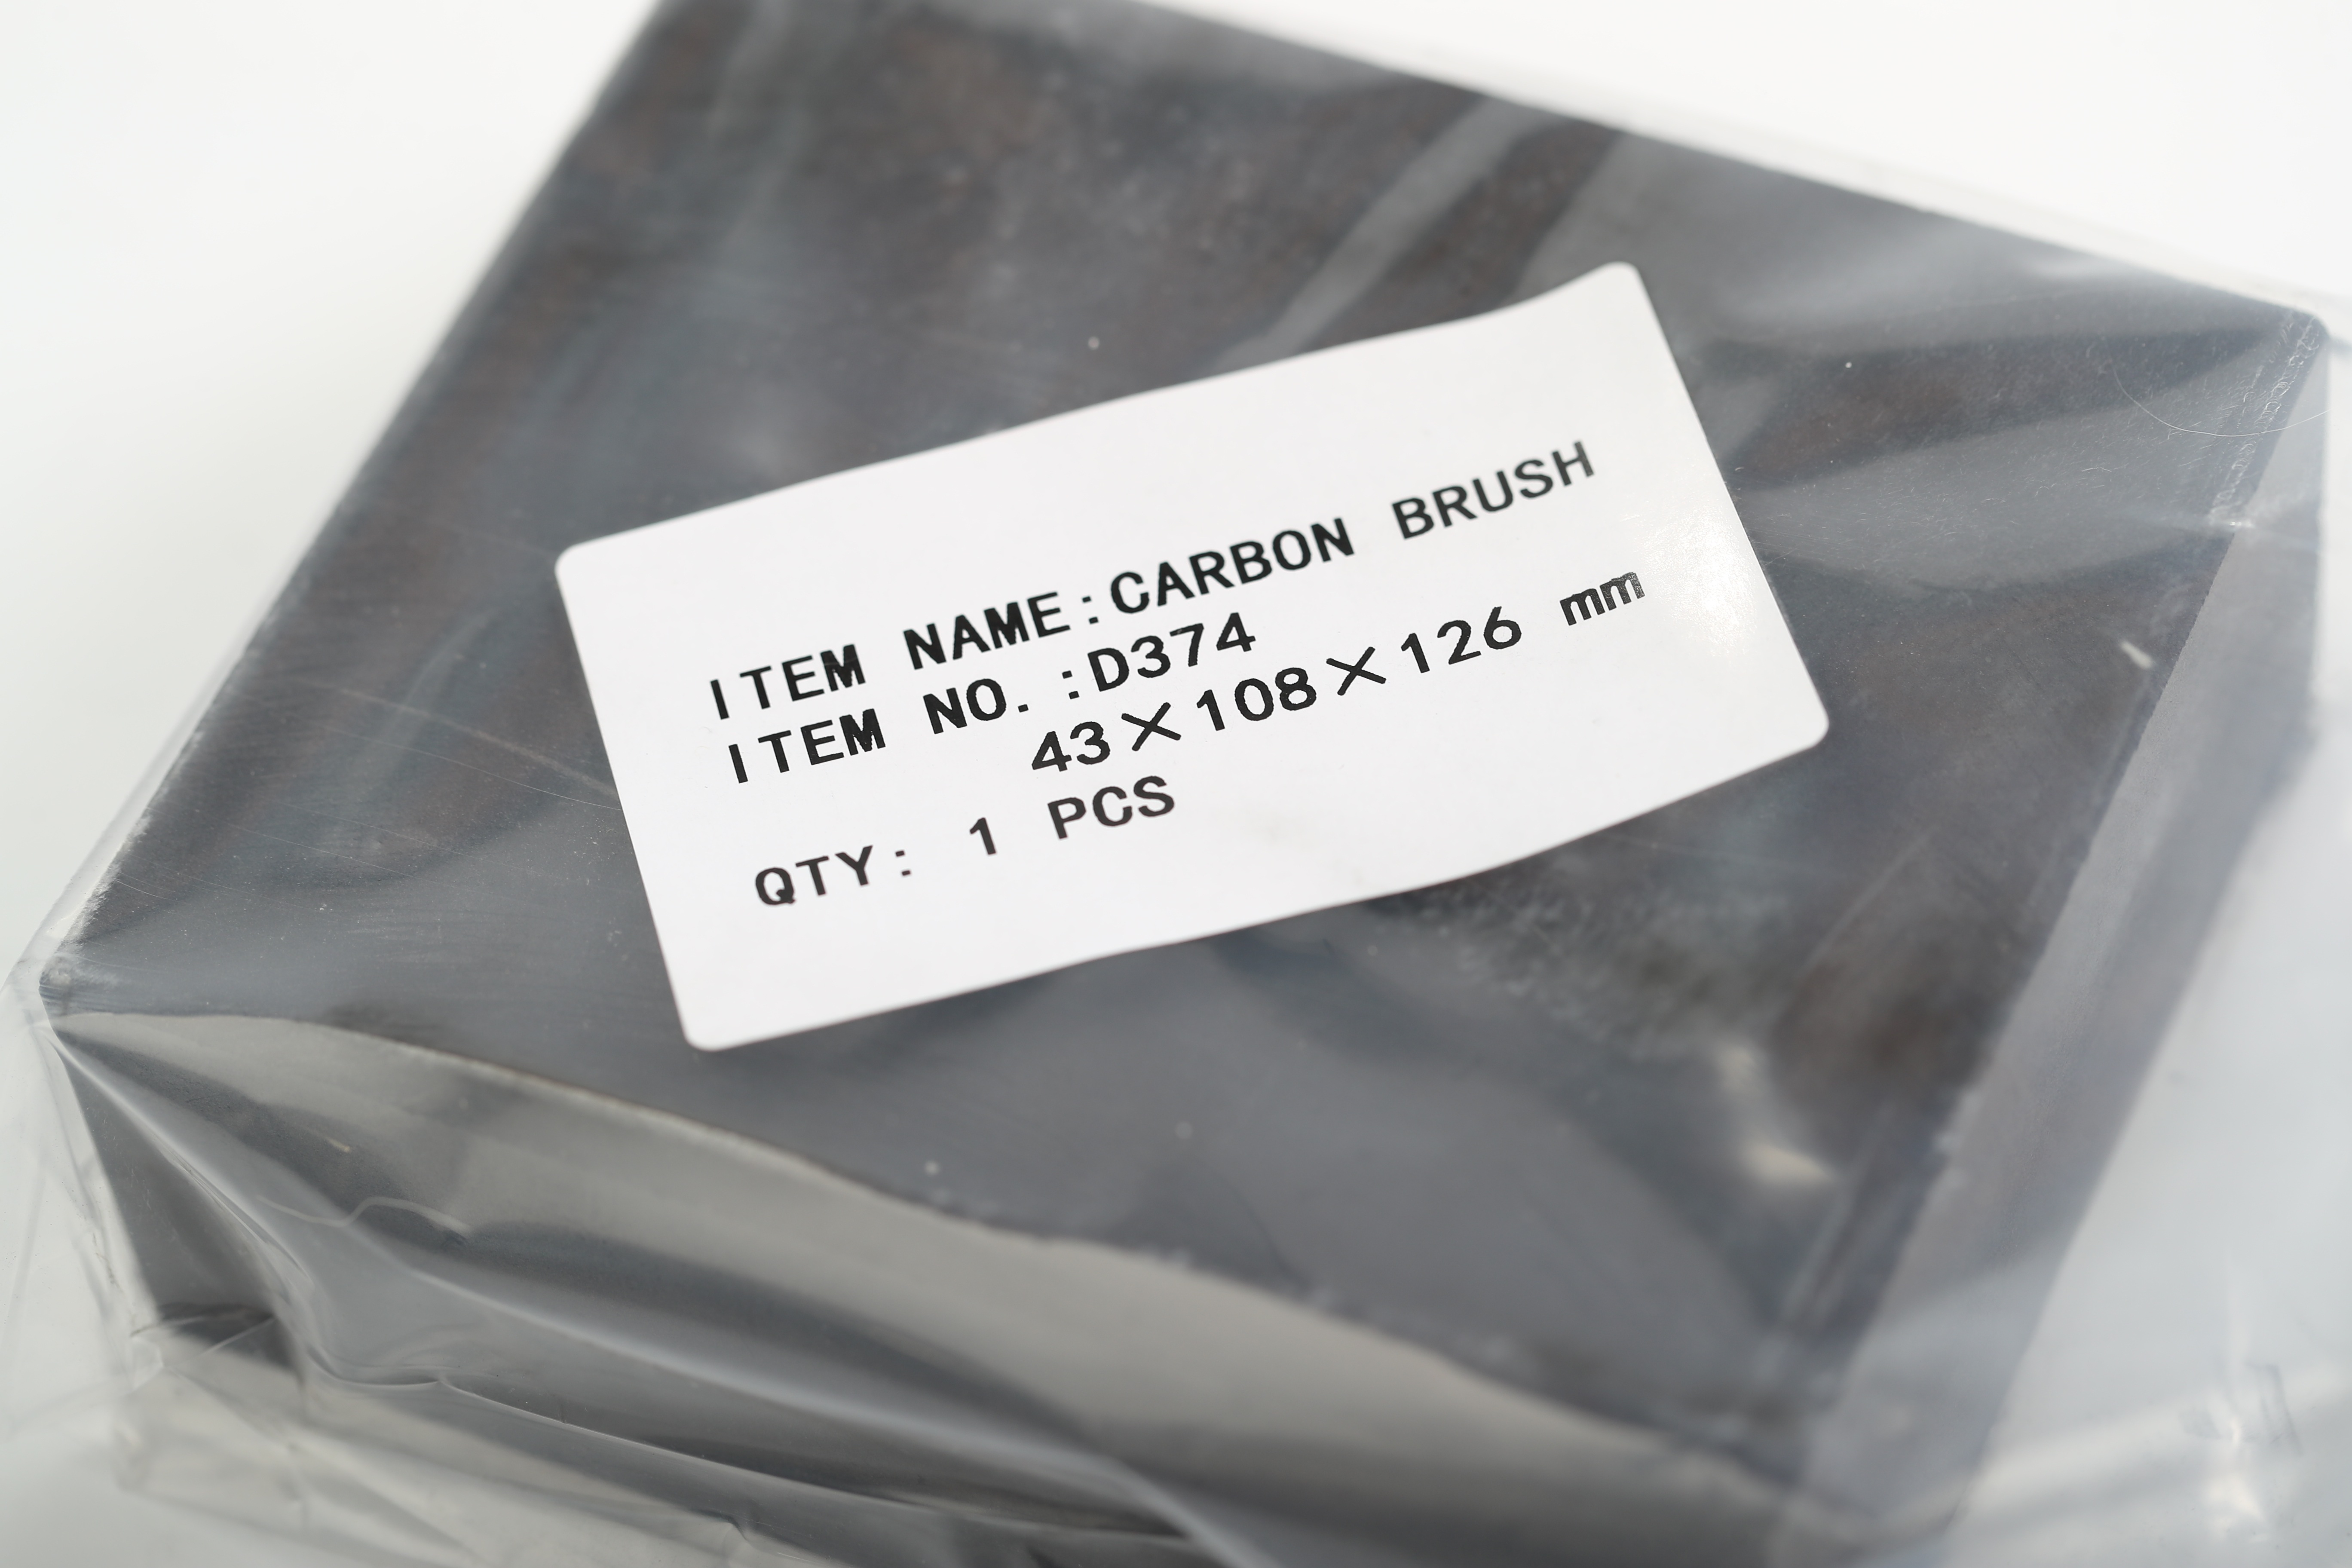 ITEM NAME:CARBON BRUSH
ITEM NO.:D374
43×108×126 mm
QTY: 1 PCS